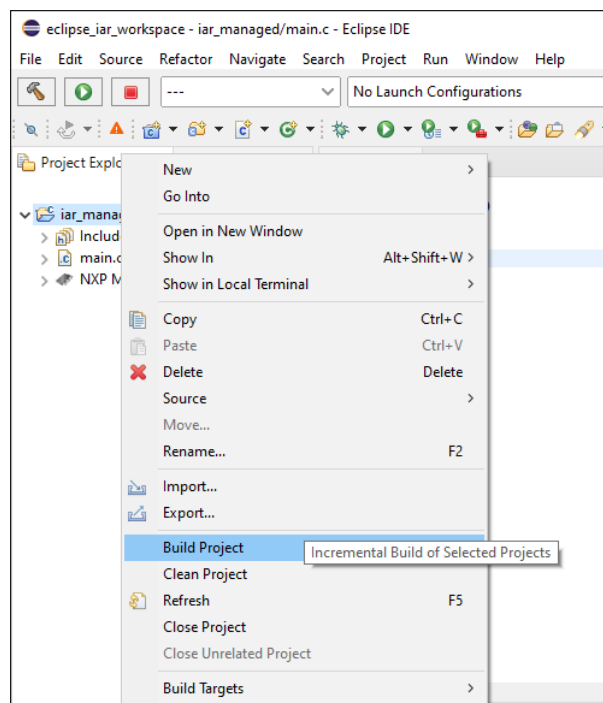 eclipse_iar_workspace - iar_managed/main.c - Eclipse IDE
File Edit Source Refactor Navigate Search Project Run Window Help
--- No Launch Configurations
Project Explo
New
Go Into
iar_manag
Open in New Window
Includ
main.c
Show In Alt+Shift+W >
NXP M
Show in Local Terminal
Copy Ctrl+C
Paste Ctrl+V
Delete Delete
Source
Move...
Rename... F2
Import...
Export...
Build Project
Incremental Build of Selected Projects
Clean Project
Refresh F5
Close Project
Close Unrelated Project
Build Targets